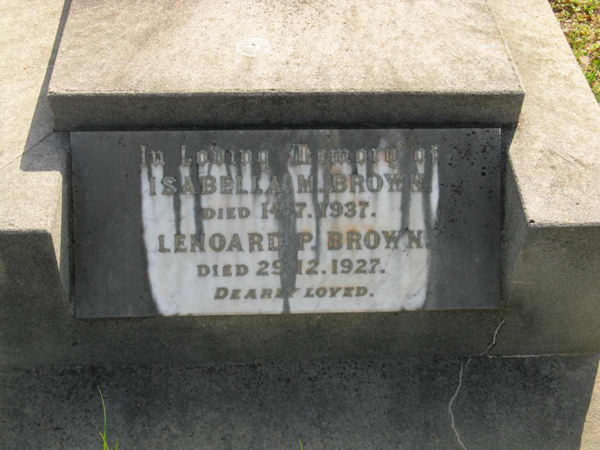 In Loving Memory of
ISABELLA M. BROWN.
DIED 14.7.1937.
LENOARD P. BROWN.
DIED 29.12.1927.
DEARLY LOVED.